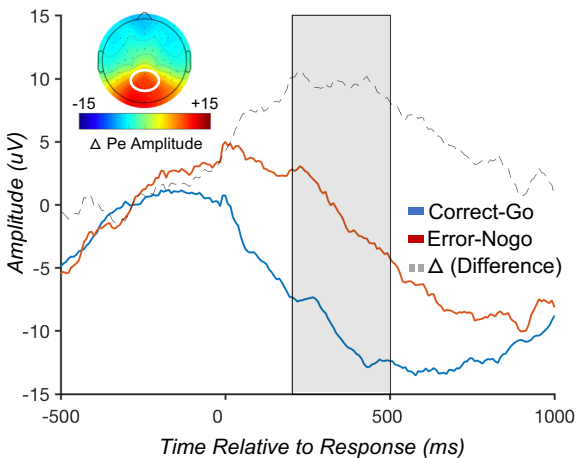 15
10
5
0
-5
-10
-15
Amplitude (uV)
-15 +15
Δ Pe Amplitude
Correct-Go
Error-Nogo
Δ (Difference)
-500 0 500 1000
Time Relative to Response (ms)